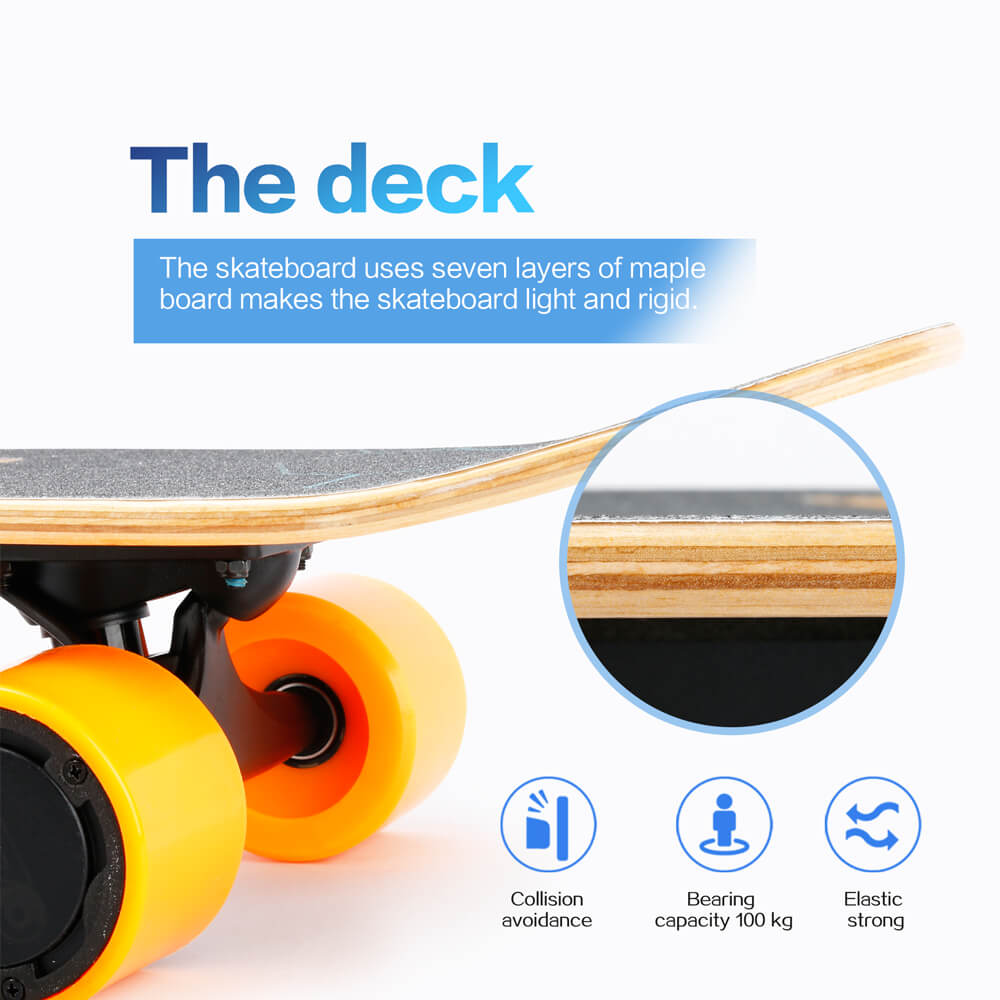 The deck
The skateboard uses seven layers of maple
board makes the skateboard light and rigid.
Collision
avoidance
Bearing
capacity 100 kg
Elastic
strong